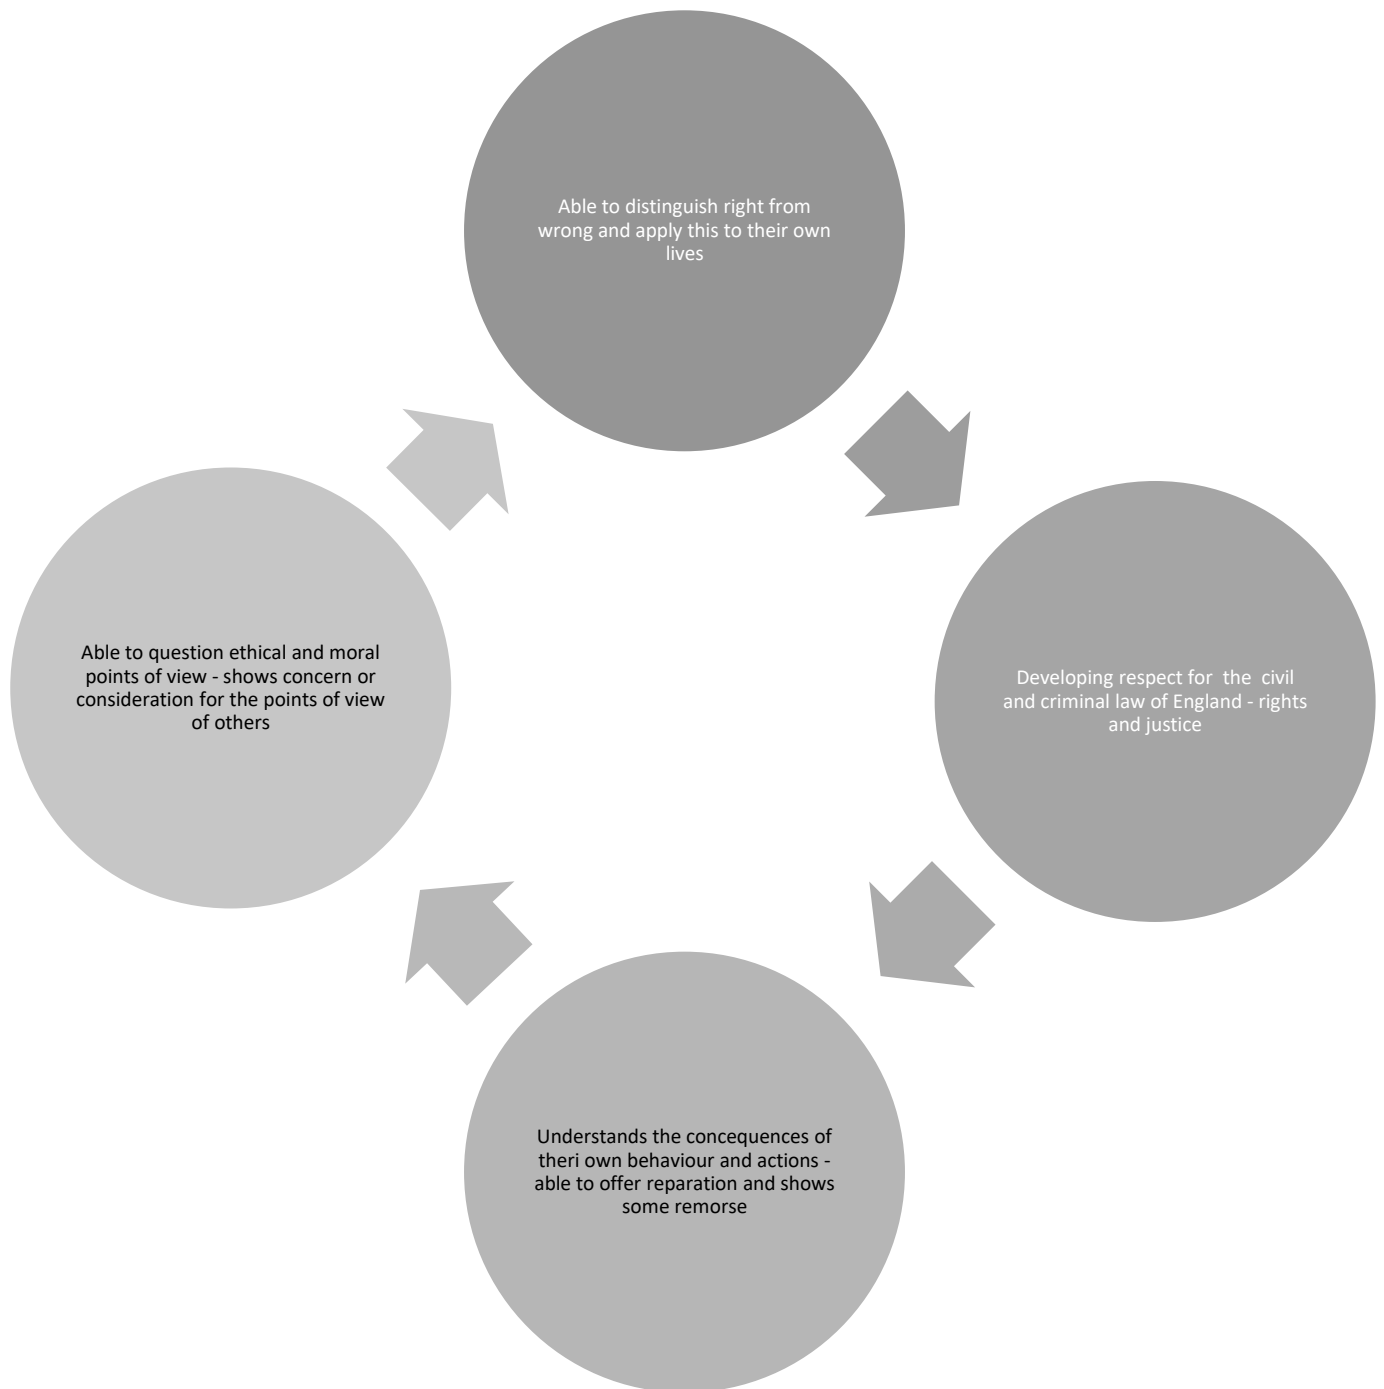 Able to distinguish right from
wrong and apply this to their own
lives
Developing respect for  the  civil
and criminal law of England - rights
and justice
Understands the concequences of
theri own behaviour and actions -
able to offer reparation and shows
some remorse
Able to question ethical and moral
points of view - shows concern or
consideration for the points of view
of others